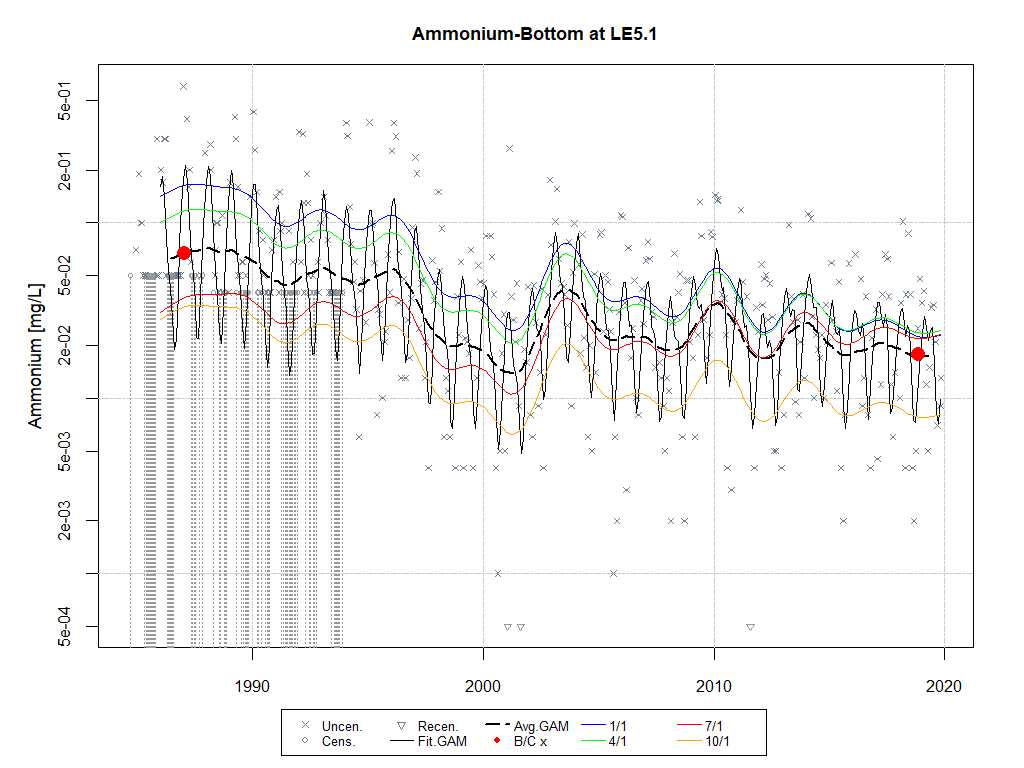 Ammonium-Bottom at LE5.1
Ammonium [mg/L]
5e-01
2e-01
5e-02
2e-02
5e-03
2e-03
5e-04
1990 2000 2010 2020
Uncen. Recen. Avg.GAM 1/1 7/1
Cens. Fit.GAM B/C x 4/1 10/1